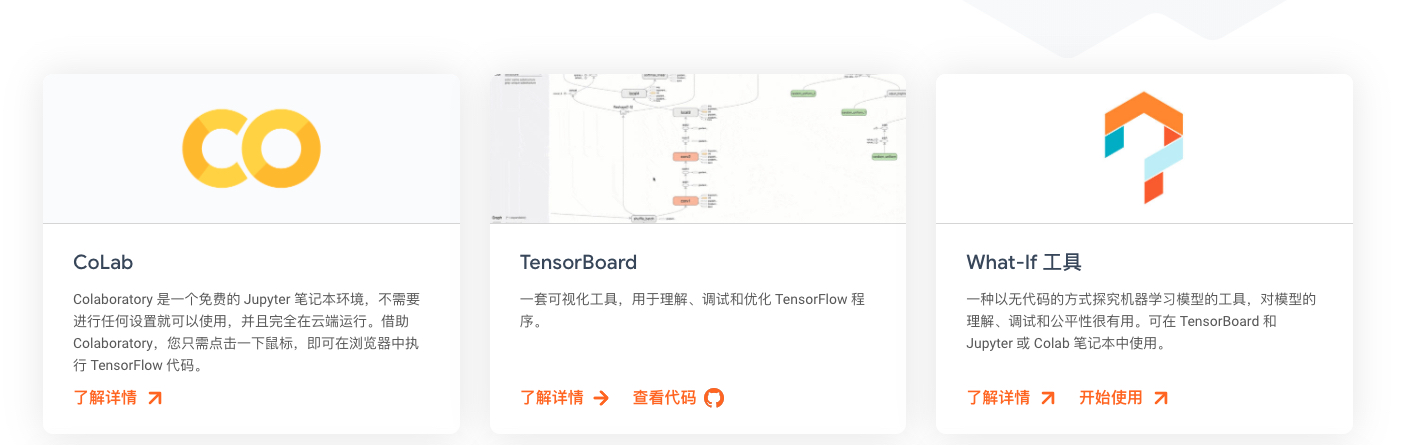 CoLab
Colaboratory 是一个免费的 Jupyter 笔记本环境，不需要
进行任何设置就可以使用，并且完全在云端运行。借助
Colaboratory，您只需点击一下鼠标，即可在浏览器中执
行 TensorFlow 代码。
了解详情
TensorBoard
一套可视化工具，用于理解、调试和优化 TensorFlow 程
序。
了解详情 查看代码
What-If 工具
一种以无代码的方式探究机器学习模型的工具，对模型的
理解、调试和公平性很有用。可在 TensorBoard 和
Jupyter 或 Colab 笔记本中使用。
了解详情 开始使用